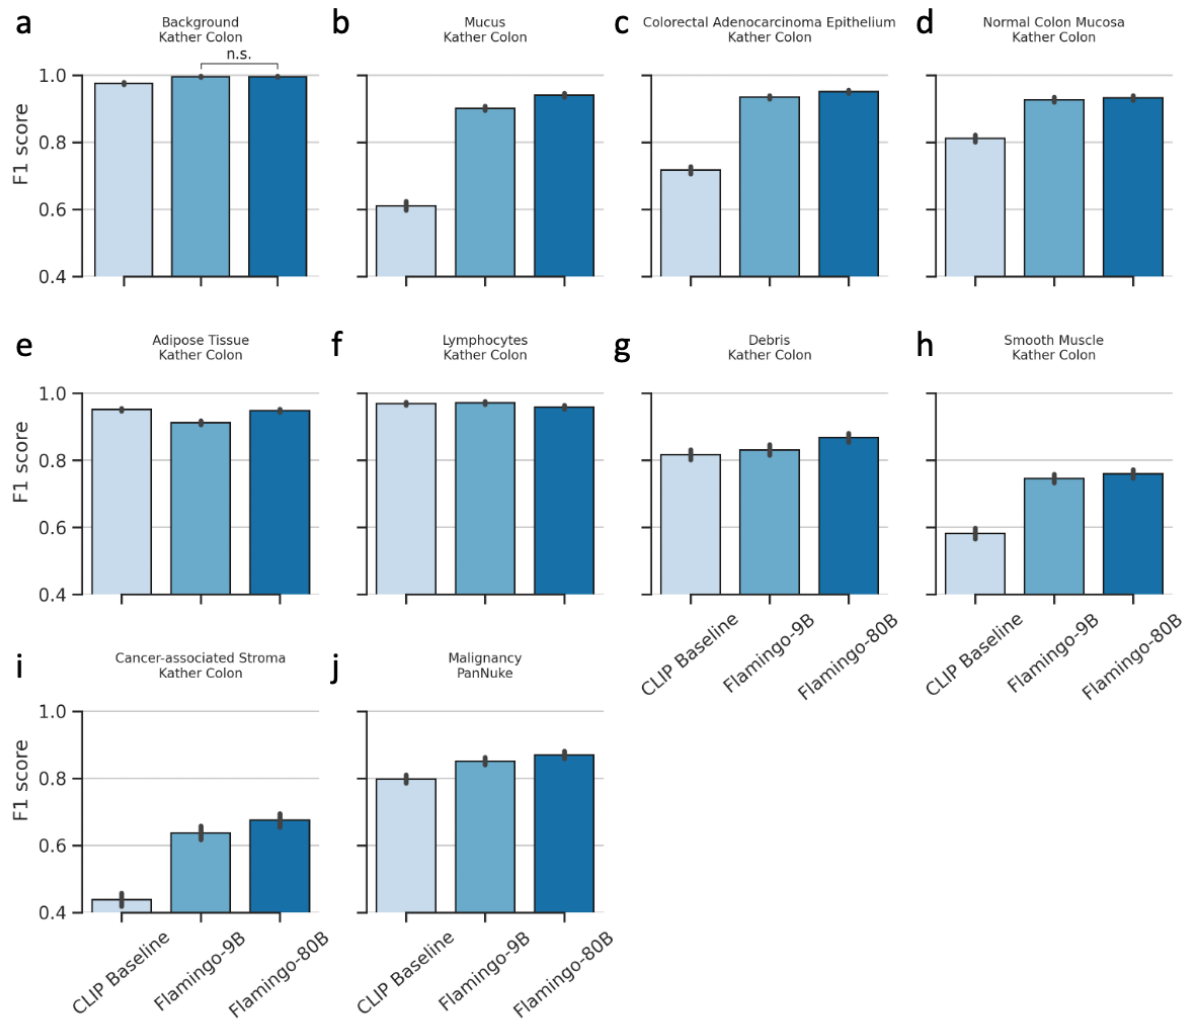 a
Background
Kather Colon
n.s.
b
Mucus
Kather Colon
c
Colorectal Adenocarcinoma Epithelium
Kather Colon
d
Normal Colon Mucosa
Kather Colon
F1 score
1.0
0.8
0.6
0.4
e
Adipose Tissue
Kather Colon
f
Lymphocytes
Kather Colon
g
Debris
Kather Colon
h
Smooth Muscle
Kather Colon
F1 score
1.0
0.8
0.6
0.4
CLIP Baseline
Flamingo-9B
Flamingo-80B
CLIP Baseline
Flamingo-9B
Flamingo-80B
i
Cancer-associated Stroma
Kather Colon
j
Malignancy
PanNuke
F1 score
1.0
0.8
0.6
0.4
CLIP Baseline
Flamingo-9B
Flamingo-80B
CLIP Baseline
Flamingo-9B
Flamingo-80B